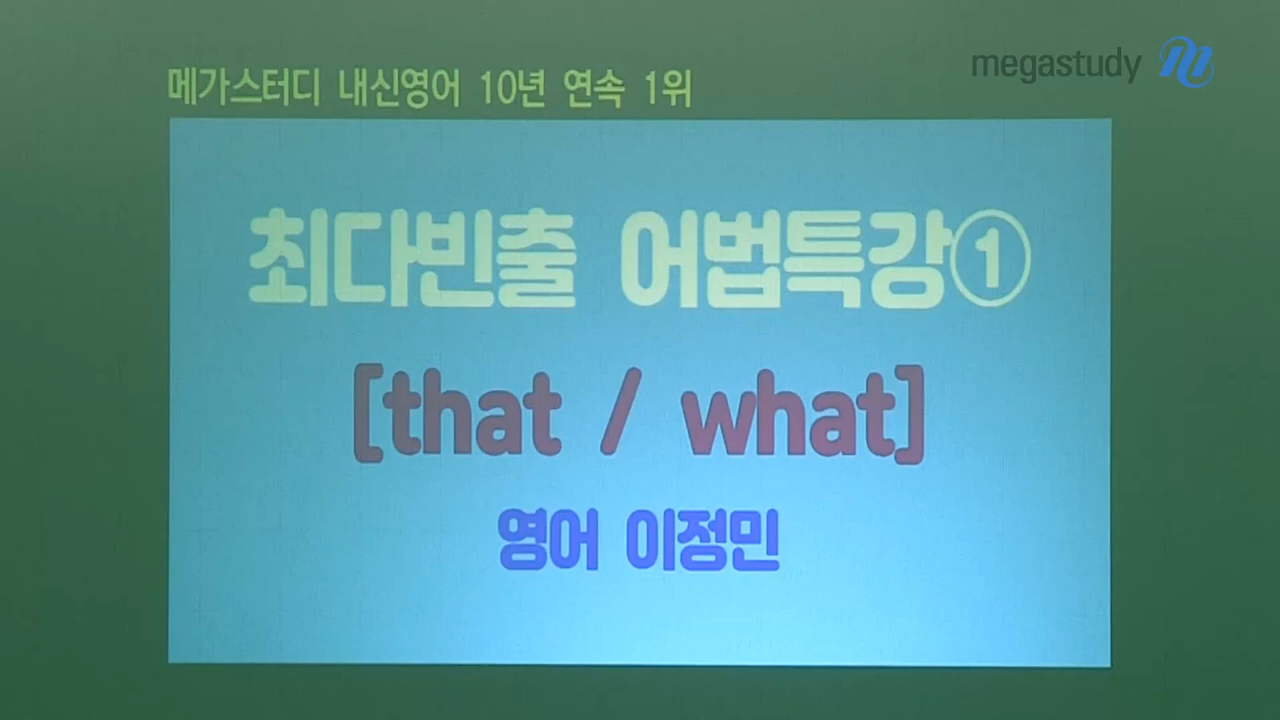 megastudy
메가스터디 내신영어 10년 연속 1위
최다빈출 어법특강①
[that / what]
영어 이정민